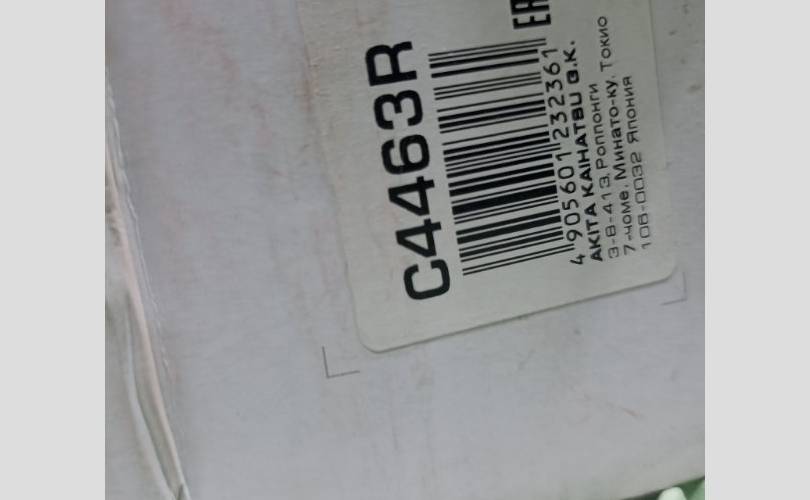 C4463R
4 905601 232361
AKITA KAIHATSU G.K.
3-8-413, Роппонги
7-чоме, Минато-ку, Токио
106-0032 Япония